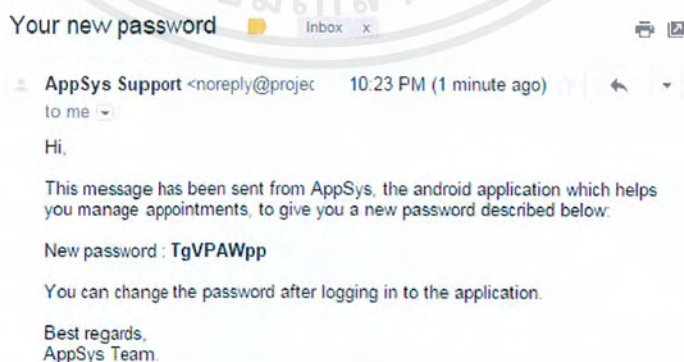 Your new password
Inbox x
AppSys Support <noreply@projec 10:23 PM (1 minute ago)
to me
Hi,
This message has been sent from AppSys, the android application which helps
you manage appointments, to give you a new password described below:
New password : TgVPAWpp
You can change the password after logging in to the application.
Best regards,
AppSys Team.